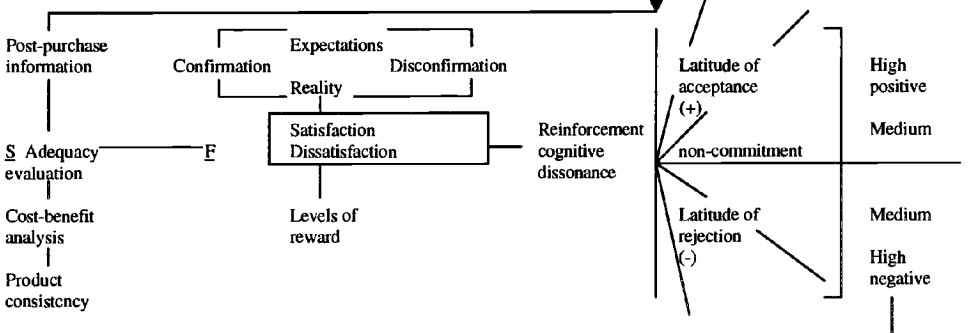 Post-purchase
information
S Adequacy
evaluation
Cost-benefit
analysis
Product
consistency
F
Expectations
Confirmation
Disconfirmation
Reality
Satisfaction
Dissatisfaction
Levels of
reward
Reinforcement
cognitive
dissonance
Latitude of
acceptance
(+)
non-commitment
Latitude of
rejection
(-)
High
positive
Medium
Medium
High
negative